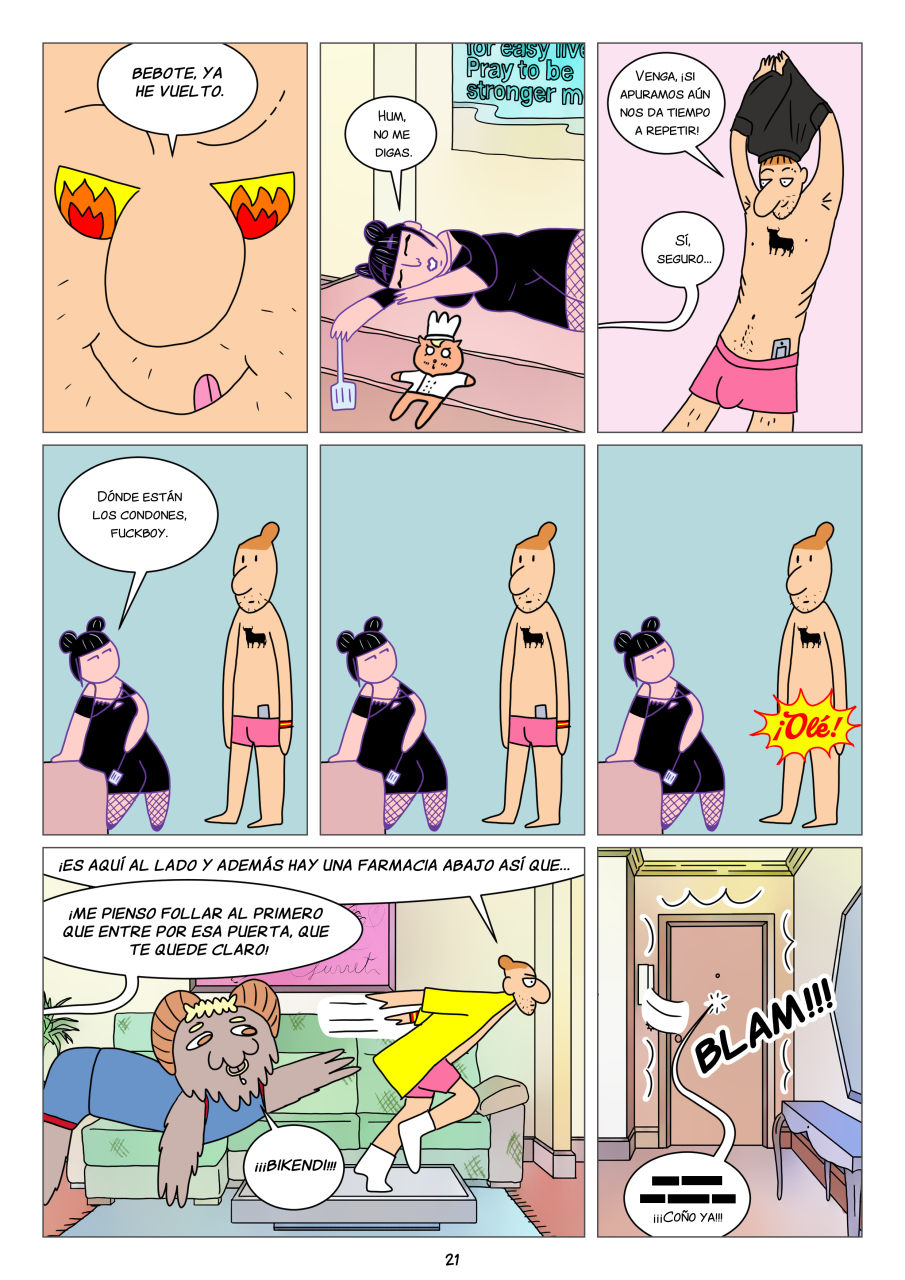 BEBOTE, YA
HE VUELTO.
for easy live
Pray to be
stronger m
HUM,
NO ME
DIGAS.
VENGA, ¡SI
APURAMOS AÚN
NOS DA TIEMPO
A REPETIR!
SÍ,
SEGURO...
DÓNDE ESTÁN
LOS CONDONES,
FUCKBOY.
¡Olé!
¡ES AQUÍ AL LADO Y ADEMÁS HAY UNA FARMACIA ABAJO ASÍ QUE...
¡ME PIENSO FOLLAR AL PRIMERO
QUE ENTRE POR ESA PUERTA, QUE
TE QUEDE CLARO!
¡¡¡BIKENDI!!!
BLAM!!!
¡¡¡COÑO YA!!!
21